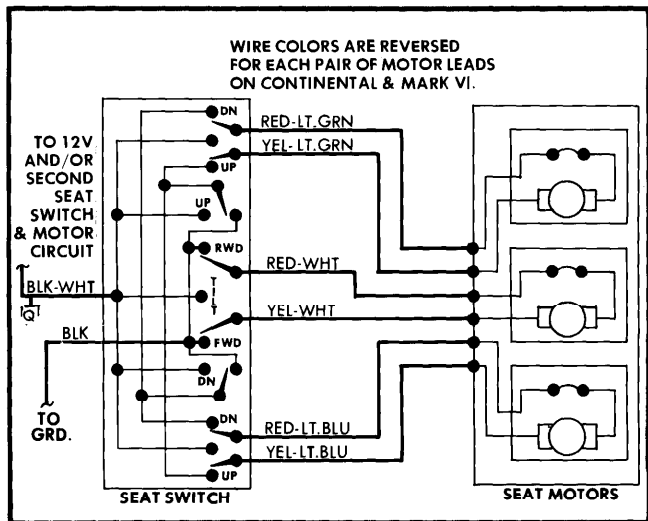 WIRE COLORS ARE REVERSED
FOR EACH PAIR OF MOTOR LEADS
ON CONTINENTAL & MARK VI.
TO 12V
AND/OR
SECOND
SEAT
SWITCH
& MOTOR
CIRCUIT
BLK-WHT
Q
BLK
TO
GRD.
DN
UP
UP
RWD
TILT
FWD
DN
DN
UP
SEAT SWITCH
RED-LT.GRN
YEL-LT.GRN
RED-WHT
YEL-WHT
RED-LT.BLU
YEL-LT.BLU
SEAT MOTORS